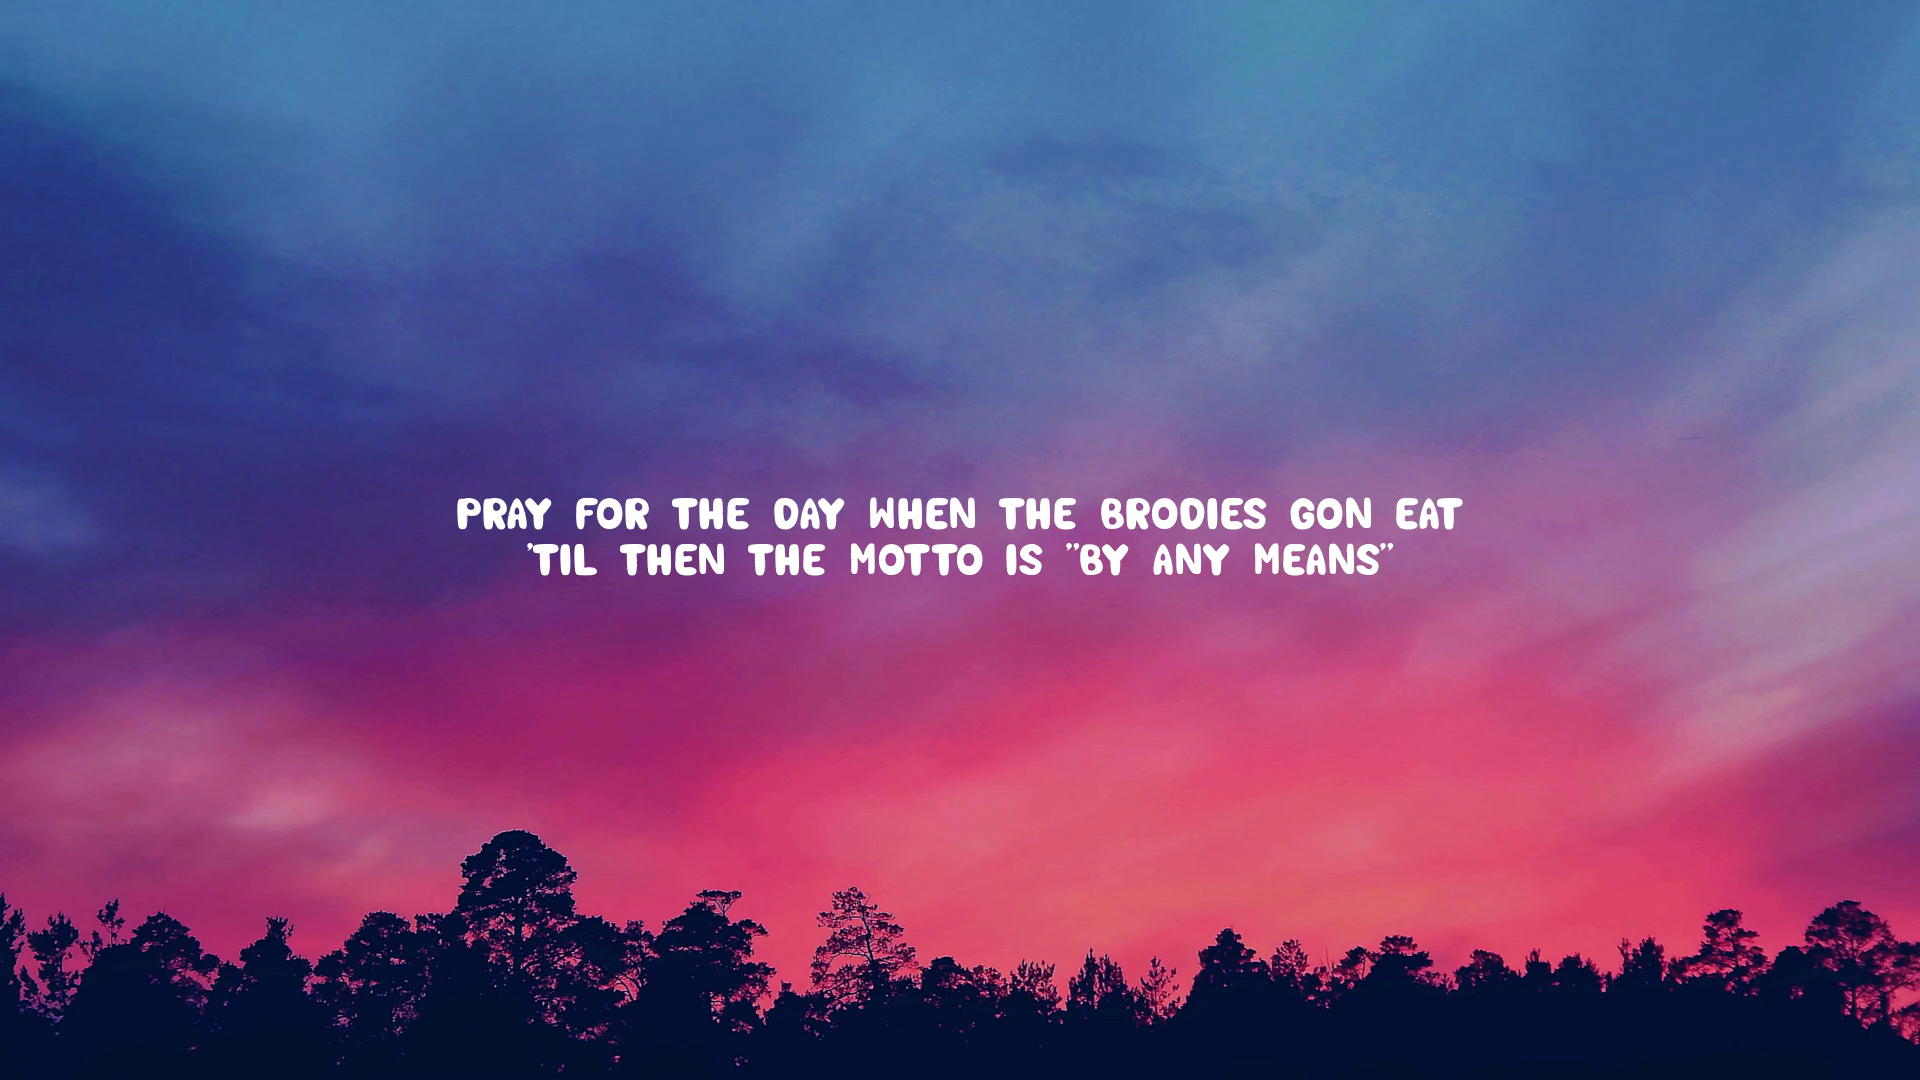 PRAY FOR THE DAY WHEN THE BRODIES GON EAT
'TIL THEN THE MOTTO IS "BY ANY MEANS"